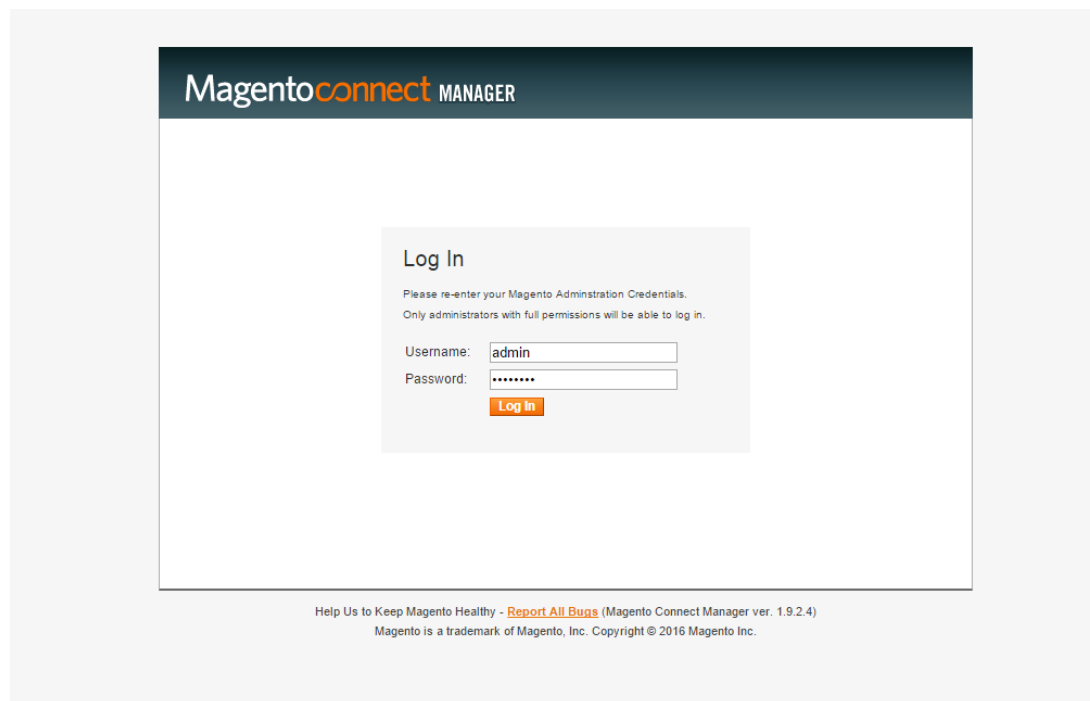 Magentoconnect MANAGER
Log In
Please re-enter your Magento Adminstration Credentials.
Only administrators with full permissions will be able to log in.
Username: admin
Password: ••••••••
Log In
Help Us to Keep Magento Healthy - Report All Bugs (Magento Connect Manager ver. 1.9.2.4)
Magento is a trademark of Magento, Inc. Copyright © 2016 Magento Inc.